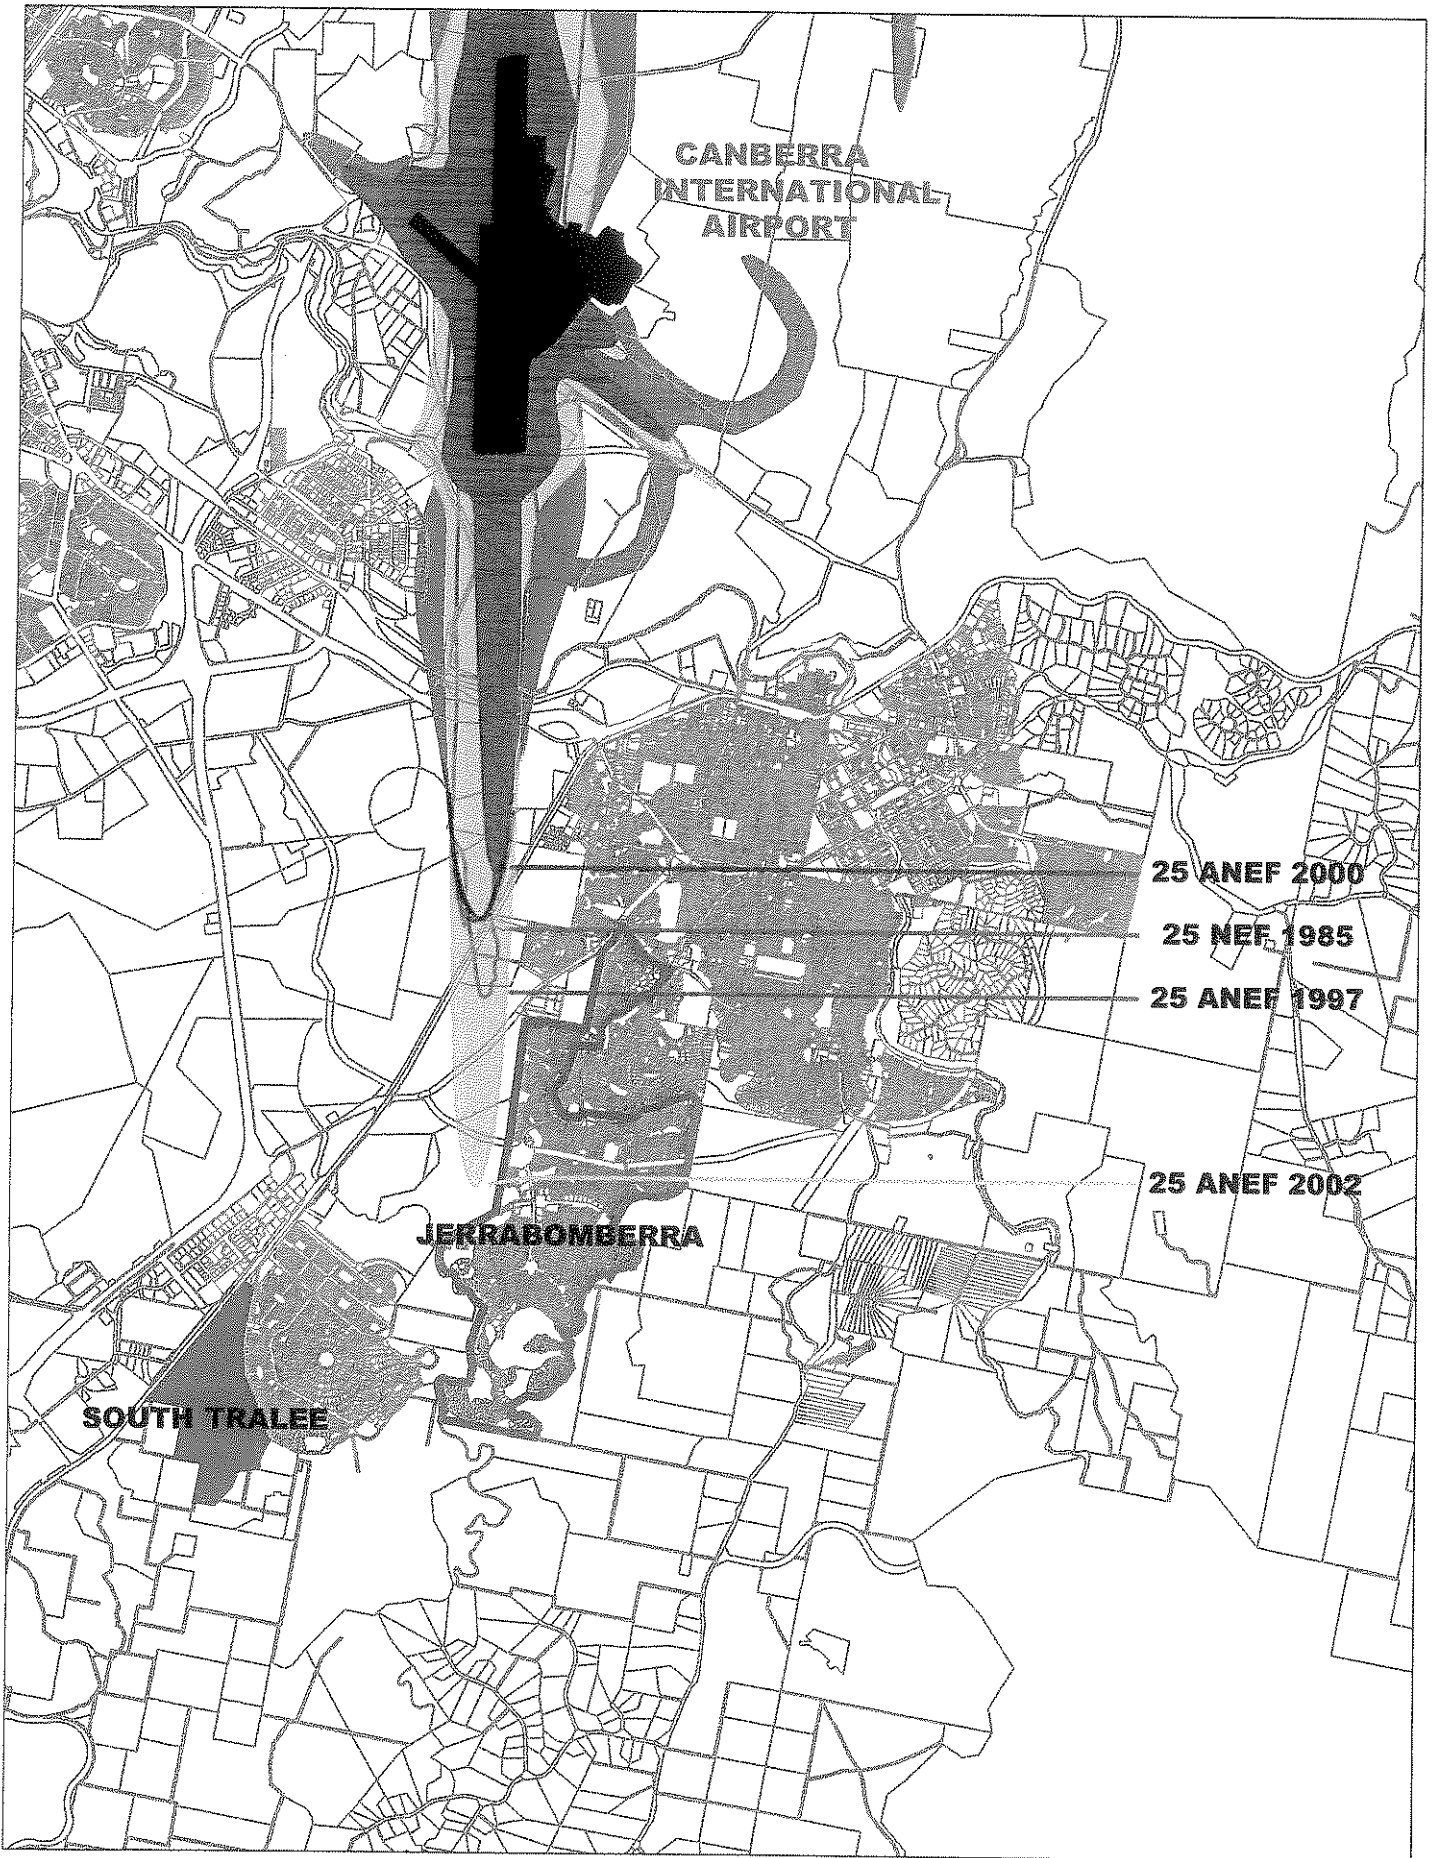 CANBERRA
INTERNATIONAL
AIRPORT
25 ANEF 2000
25 NEF 1985
25 ANEF 1997
25 ANEF 2002
JERRABOMBERRA
SOUTH TRALEE